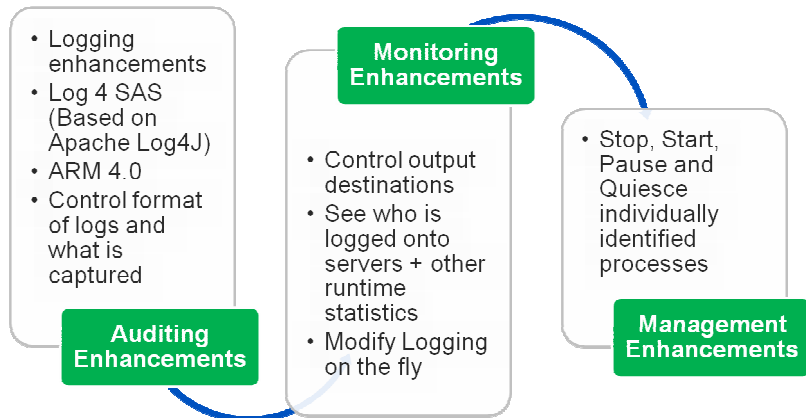 • Logging
enhancements
• Log 4 SAS
(Based on
Apache Log4J)
• ARM 4.0
• Control format
of logs and
what is
captured
Auditing
Enhancements
Monitoring
Enhancements
• Control output
destinations
• See who is
logged onto
servers + other
runtime
statistics
• Modify Logging
on the fly
• Stop, Start,
Pause and
Quiesce
individually
identified
processes
Management
Enhancements